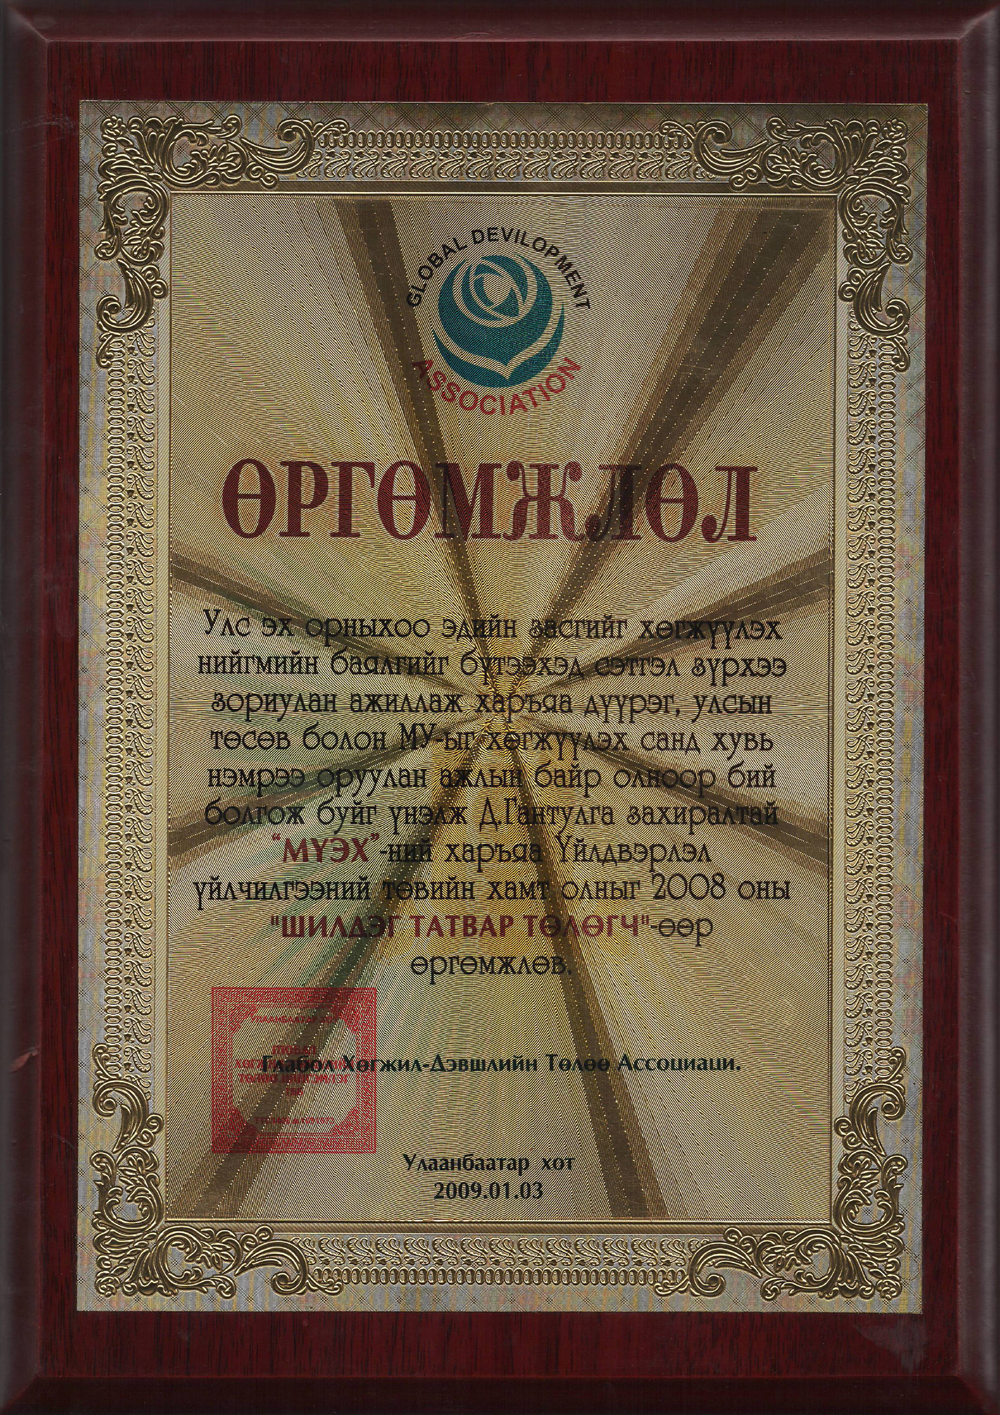 GLOBAL DEVILOPMENT
ASSOCIATION
ӨРГӨМЖЛӨЛ
Улс эх орныхоо эдийн засгийг хөгжүүлэх
нийгмийн баялгийг бүтээхэд сэтгэл зүрхээ
зориулан ажиллаж харъяа дүүрэг, улсын
төсөв болон МУ-ыг хөгжүүлэх санд хувь
нэмрээ оруулан ажлын байр олноор бий
болгож буйг үнэлж Д.Гантулга захиралтай
“МҮЭХ”-ний харъяа Үйлдвэрлэл
үйлчилгээний төвийн хамт олныг 2008 оны
"ШИЛДЭГ ТАТВАР ТӨЛӨГЧ"-өөр
өргөмжлөв.
УЛААНБААТАР
Глабол Хөгжил-Дэвшлийн Төлөө Ассоциаци.
Улаанбаатар хот
2009.01.03